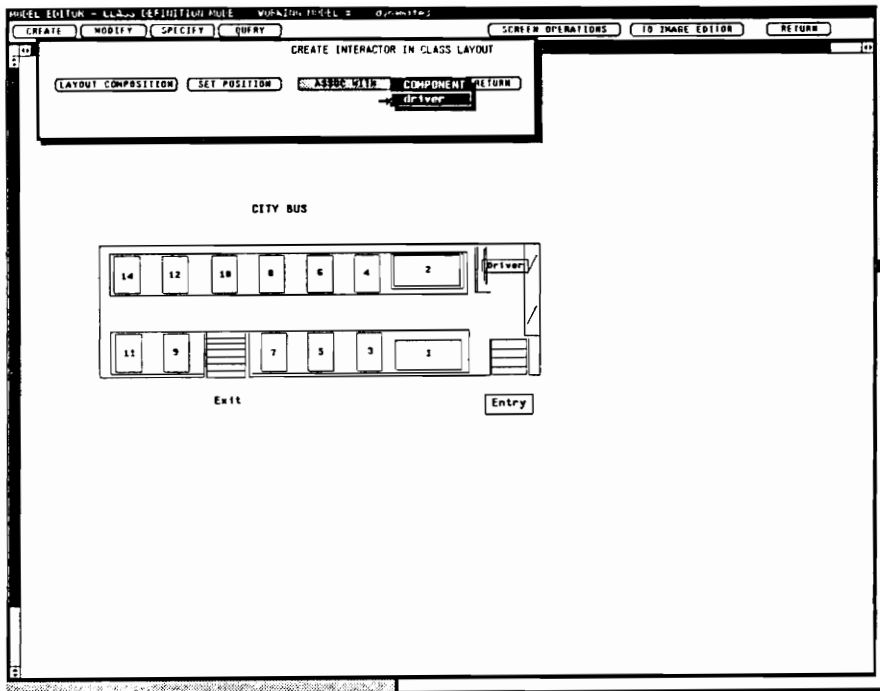 MODEL EDITOR - CLASS DEFINITION MODE WORKING MODEL =
CREATE MODIFY SPECIFY QUERY SCREEN OPERATIONS TO IMAGE EDITOR RETURN
CREATE INTERACTOR IN CLASS LAYOUT
LAYOUT COMPOSITION SET POSITION ASSOC WITH COMPONENT RETURN
driver
CITY BUS
14 12 10 8 6 4 2 Driver
11 9 7 5 3 1
Exit Entry